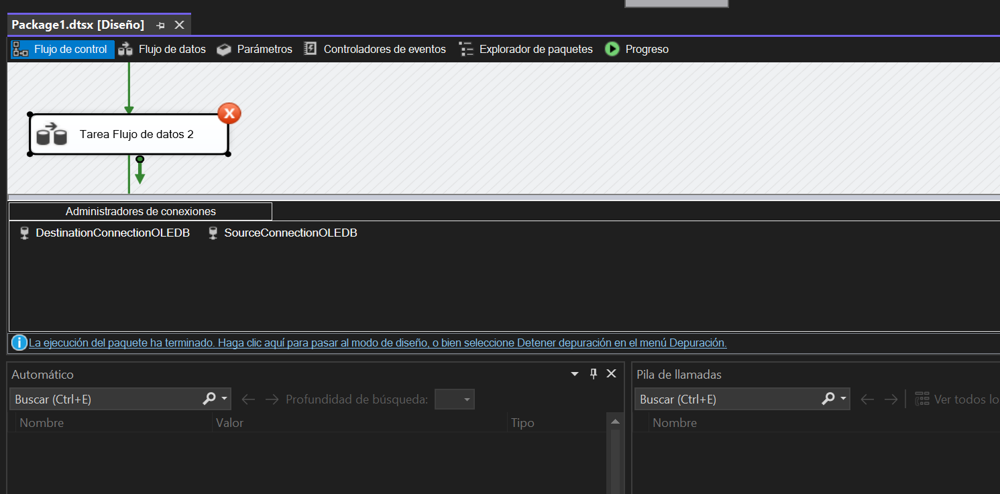 Package1.dtsx [Diseño]
Flujo de control Flujo de datos Parámetros Controladores de eventos Explorador de paquetes Progreso
Tarea Flujo de datos 2
Administradores de conexiones
DestinationConnectionOLEDB SourceConnectionOLEDB
La ejecución del paquete ha terminado. Haga clic aquí para pasar al modo de diseño, o bien seleccione Detener depuración en el menú Depuración.
Automático
Buscar (Ctrl+E) Profundidad de búsqueda:
Nombre Valor Tipo
Pila de llamadas
Buscar (Ctrl+E) Ver todos lo
Nombre